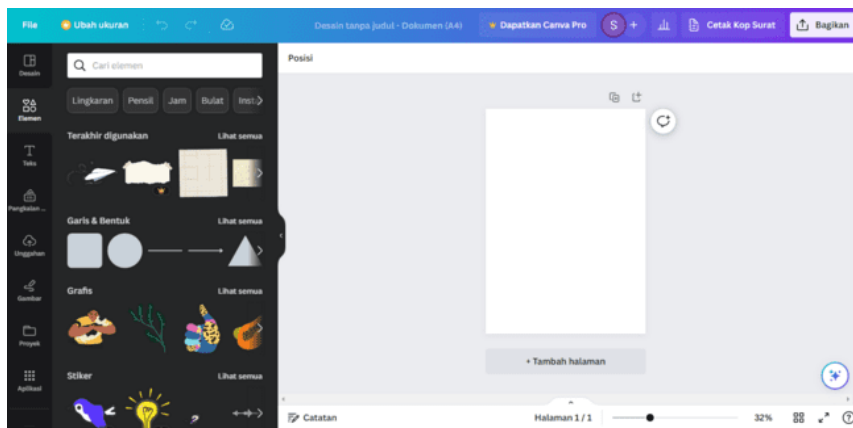 File Ubah ukuran Desain tanpa judul - Dokumen (A4) Dapatkan Canva Pro S + Cetak Kop Surat Bagikan
Desain
Elemen
Teks
Pangkalan ...
Unggahan
Gambar
Proyek
Aplikasi
Cari elemen
Lingkaran Pensil Jam Bulat Inst
Terakhir digunakan Lihat semua
Garis & Bentuk Lihat semua
Grafis Lihat semua
Stiker Lihat semua
Posisi
+ Tambah halaman
Catatan Halaman 1 / 1 32%